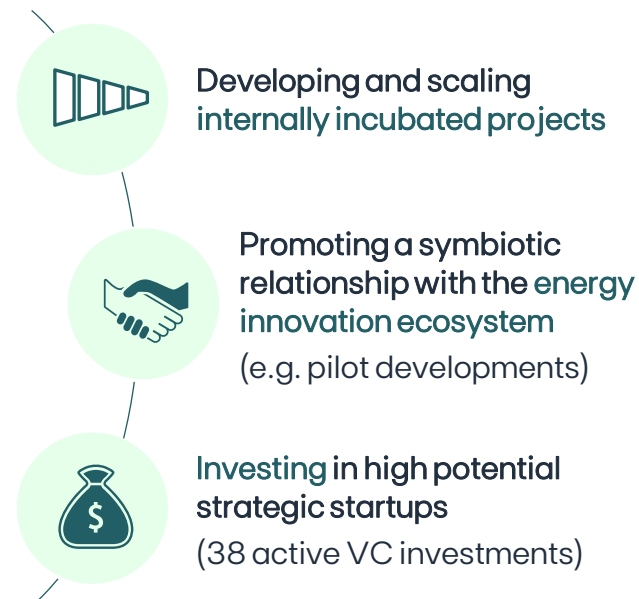 Developing and scaling
internally incubated projects
Promoting a symbiotic
relationship with the energy
innovation ecosystem
(e.g. pilot developments)
$
Investing in high potential
strategic startups
(38 active VC investments)